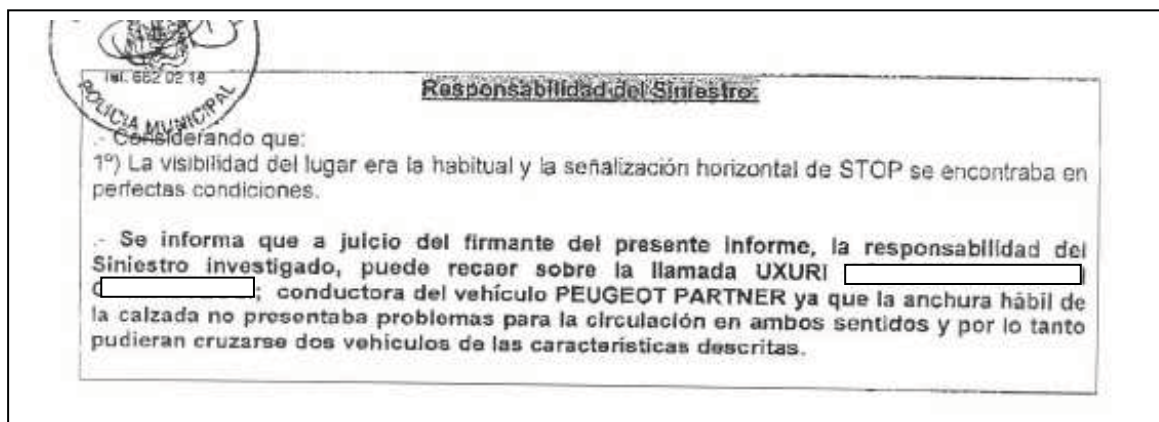 Tel. 662 02 18
POLICIA MUNICIPAL
Responsabilidad del Siniestro:
.- Considerando que:
1º) La visibilidad del lugar era la habitual y la señalización horizontal de STOP se encontraba en
perfectas condiciones.
.- Se informa que a juicio del firmante del presente informe, la responsabilidad del
Siniestro investigado, puede recaer sobre la llamada UXURI
; conductora del vehículo PEUGEOT PARTNER ya que la anchura hábil de
la calzada no presentaba problemas para la circulación en ambos sentidos y por lo tanto
pudieran cruzarse dos vehículos de las características descritas.